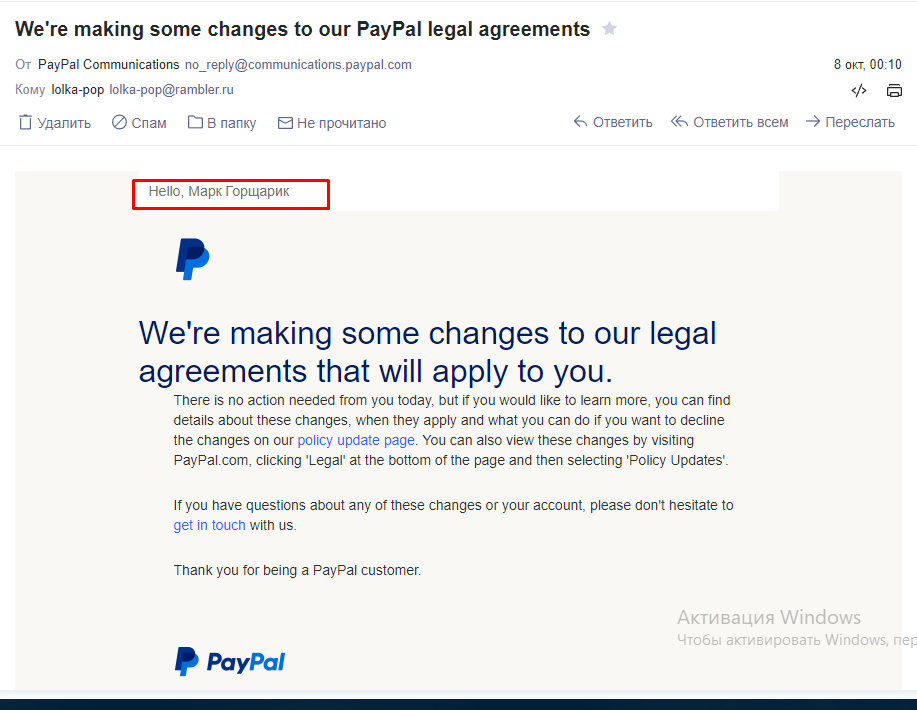 We're making some changes to our PayPal legal agreements
От PayPal Communications no_reply@communications.paypal.com 8 окт, 00:10
Кому lolka-pop lolka-pop@rambler.ru
Удалить Спам В папку Не прочитано Ответить Ответить всем Переслать
Hello, Марк Горщарик
We're making some changes to our legal
agreements that will apply to you.
There is no action needed from you today, but if you would like to learn more, you can find
details about these changes, when they apply and what you can do if you want to decline
the changes on our policy update page. You can also view these changes by visiting
PayPal.com, clicking 'Legal' at the bottom of the page and then selecting 'Policy Updates'.
If you have questions about any of these changes or your account, please don't hesitate to
get in touch with us.
Thank you for being a PayPal customer.
Активация Windows
Чтобы активировать Windows, пер
PayPal